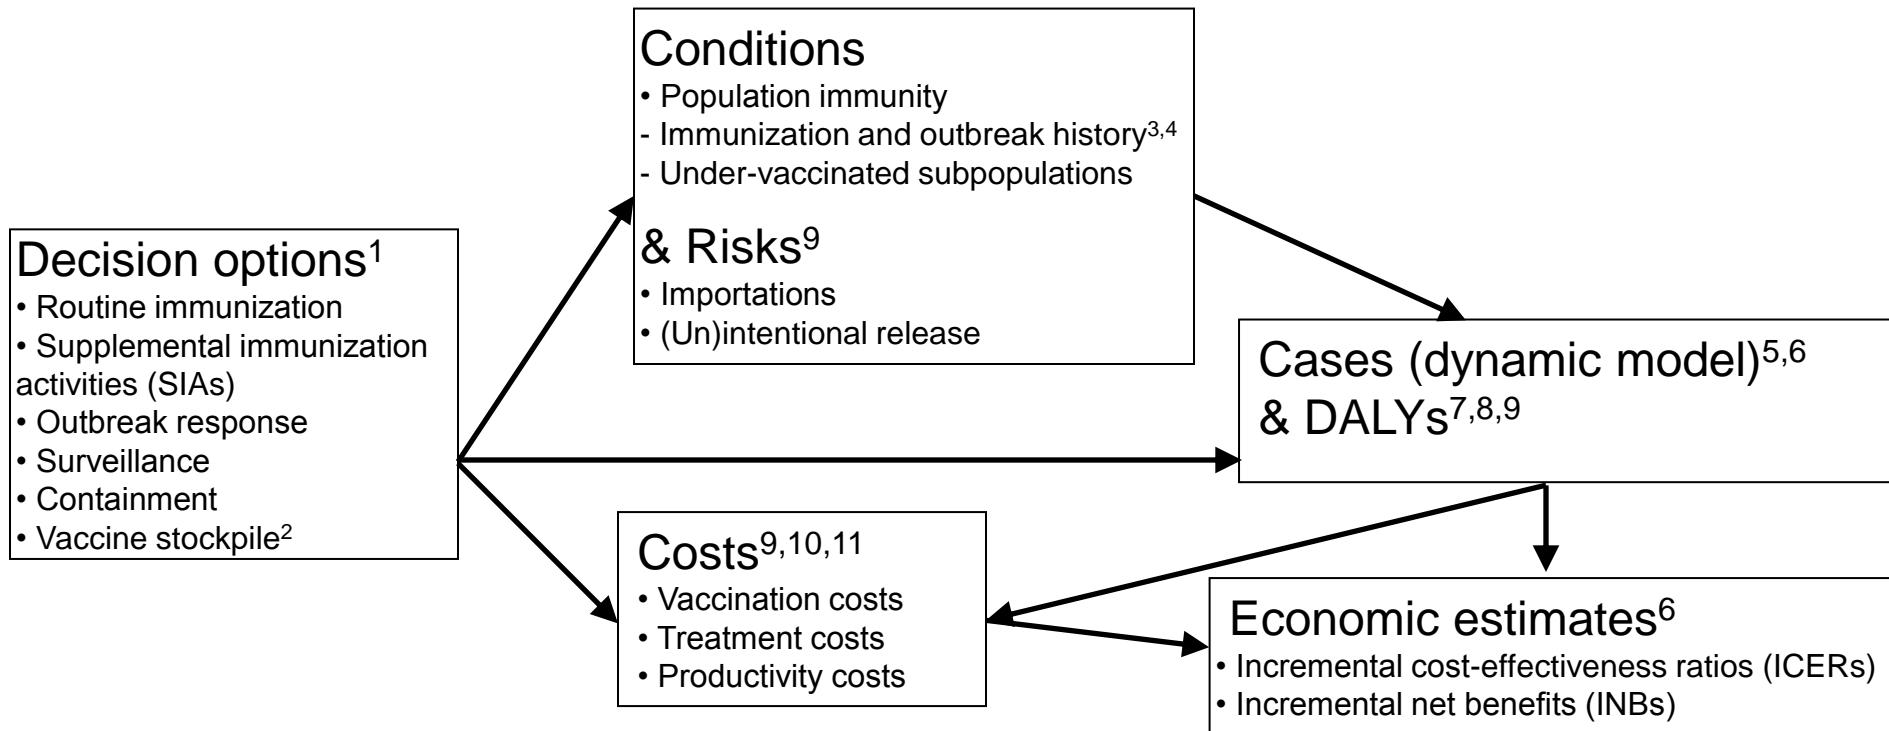 Conditions
• Population immunity
- Immunization and outbreak history3,4
- Under-vaccinated subpopulations
& Risks9
• Importations
• (Un)intentional release
Decision options1
• Routine immunization
• Supplemental immunization
activities (SIAs)
• Outbreak response
• Surveillance
• Containment
• Vaccine stockpile2
Cases (dynamic model)5,6
& DALYs7,8,9
Costs9,10,11
• Vaccination costs
• Treatment costs
• Productivity costs
Economic estimates6
• Incremental cost-effectiveness ratios (ICERs)
• Incremental net benefits (INBs)